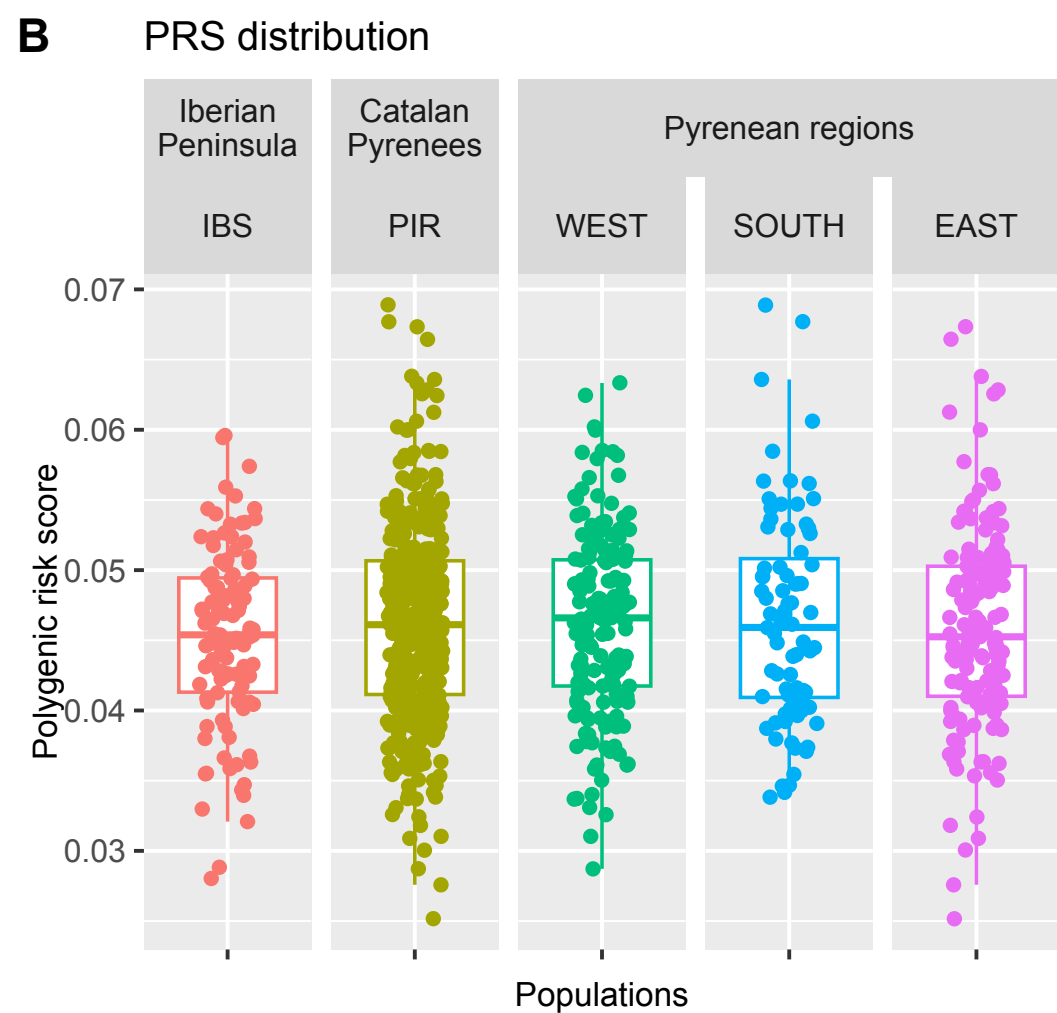 B PRS distribution
Iberian
Peninsula
Catalan
Pyrenees
Pyrenean regions
IBS
PIR
WEST
SOUTH
EAST
Polygenic risk score
0.07
0.06
0.05
0.04
0.03
Populations